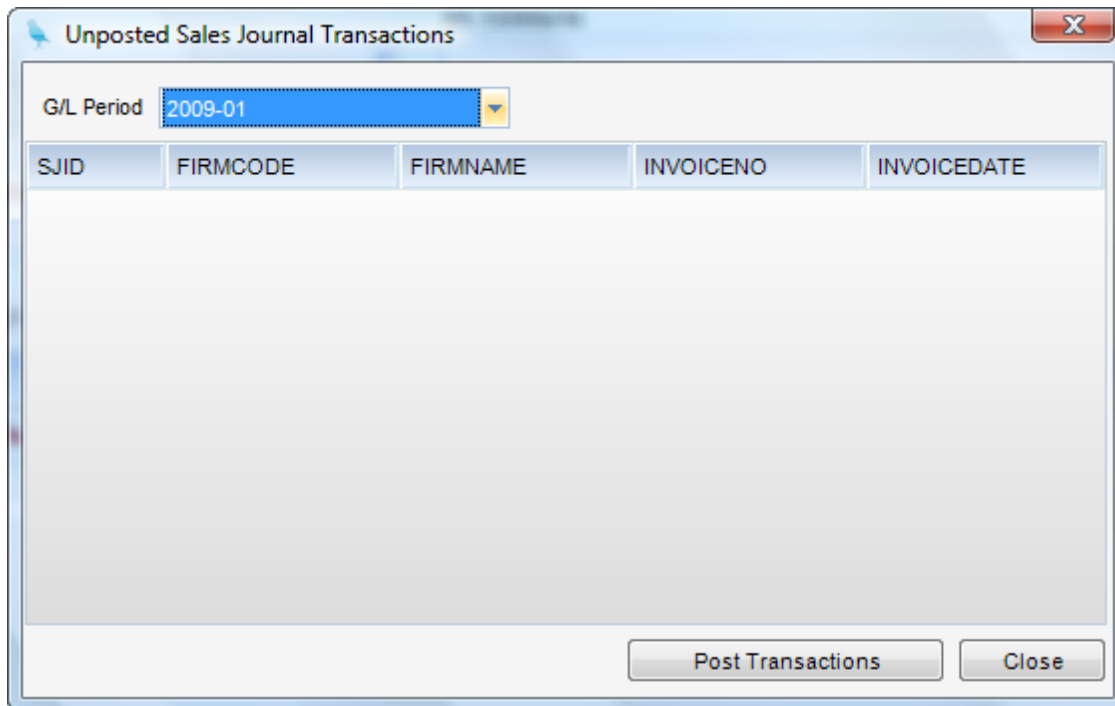 Unposted Sales Journal Transactions
G/L Period 2009-01
SJID FIRMCODE FIRMNAME INVOICENO INVOICEDATE
Post Transactions Close